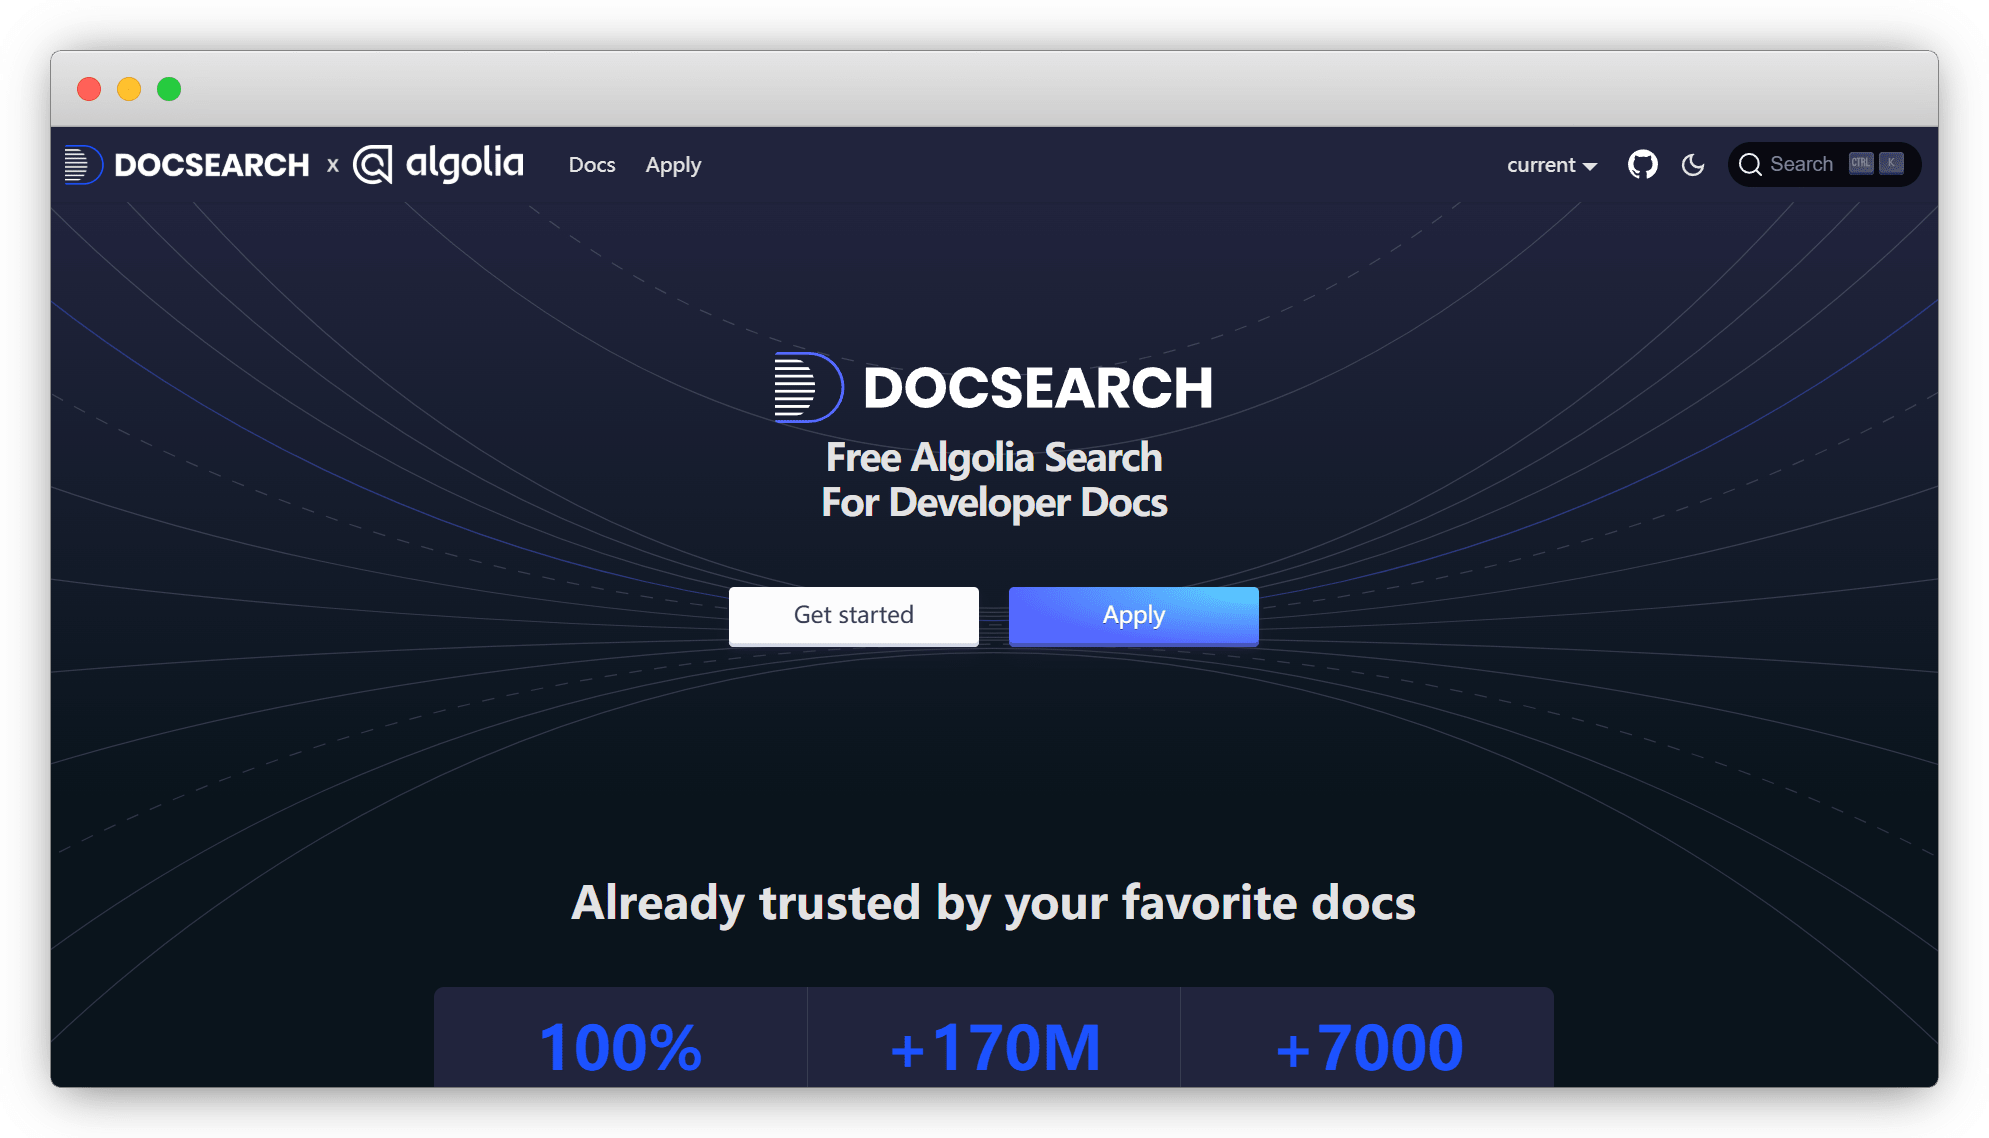 DOCSEARCH x algolia Docs Apply current Search CTRL K
DOCSEARCH
Free Algolia Search
For Developer Docs
Get started Apply
Already trusted by your favorite docs
100% +170M +7000